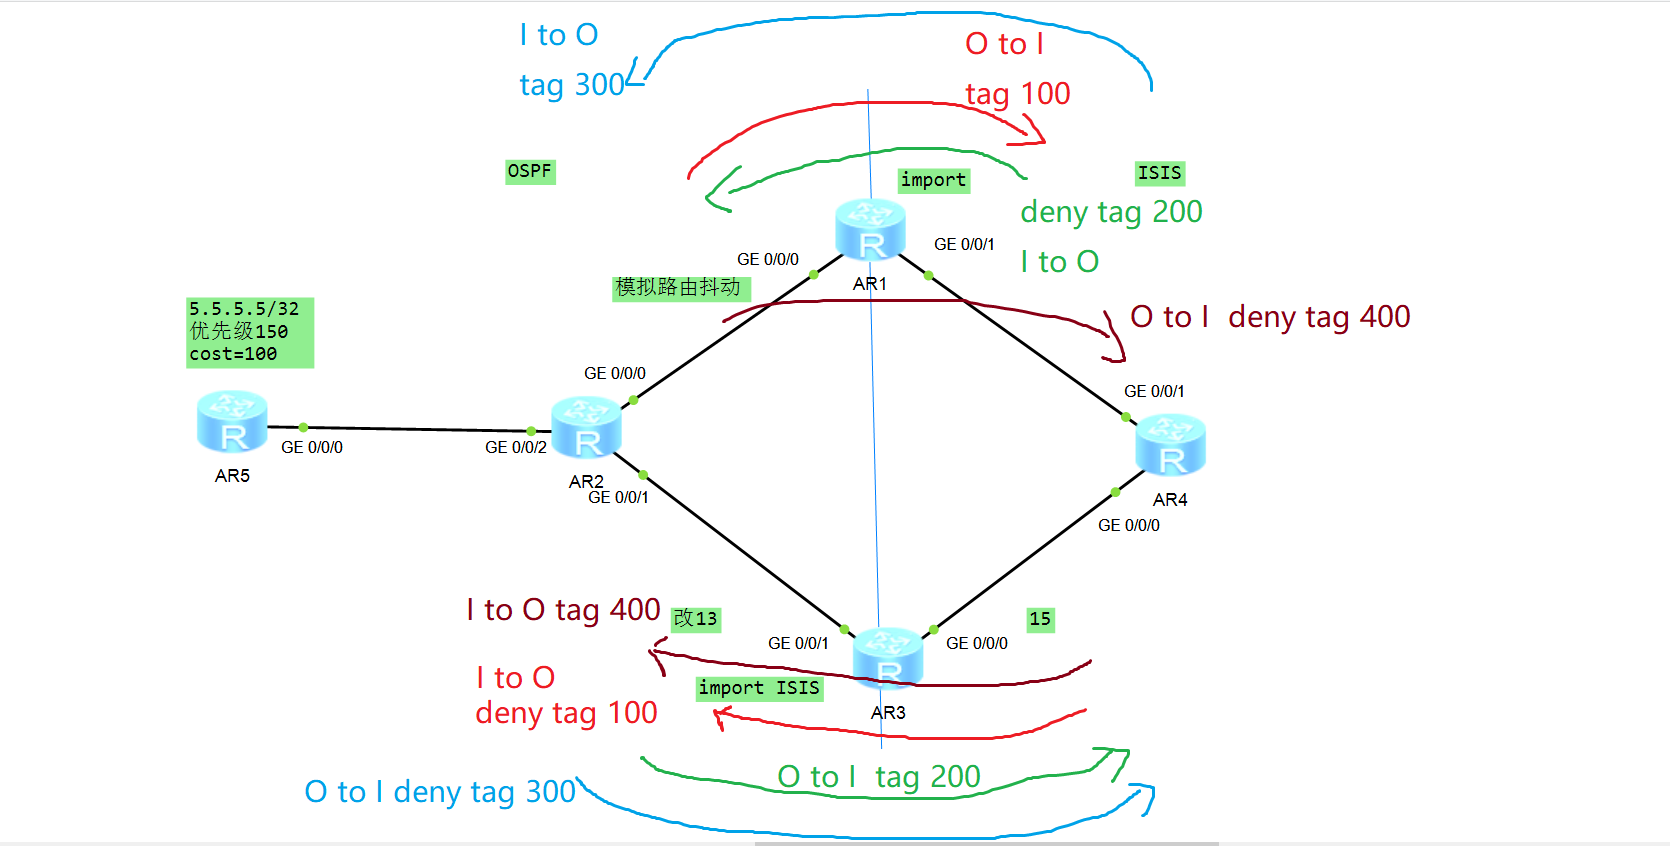 I to O
tag 300
O to I
tag 100
OSPF
import
ISIS
deny tag 200
I to O
GE 0/0/0
GE 0/0/1
R
AR1
模拟路由抖动
O to I deny tag 400
5.5.5.5/32
优先级150
cost=100
GE 0/0/0
GE 0/0/1
R
AR5
GE 0/0/0
GE 0/0/2
R
AR2
GE 0/0/1
R
AR4
GE 0/0/0
I to O tag 400
改13
15
GE 0/0/1
GE 0/0/0
R
AR3
I to O
deny tag 100
import ISIS
O to I tag 200
O to I deny tag 300